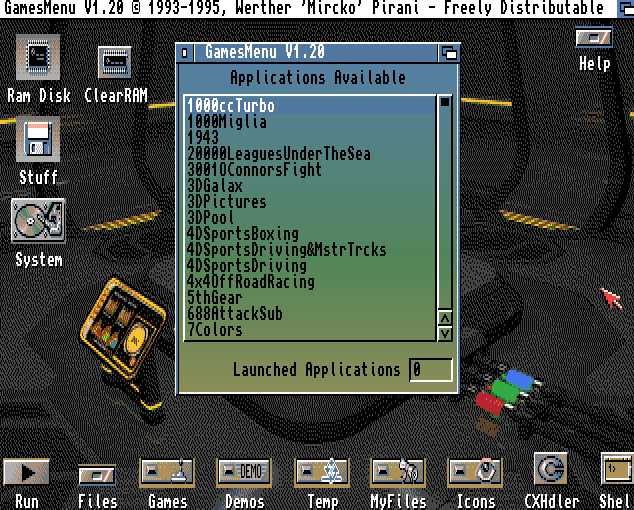 GamesMenu V1.20 © 1993-1995, Werther 'Mircko" Pirani - Freely Distributable
GamesMenu V1.20
Applications Available
Ram Disk
ClearRAM
Help
Stuff
System
1000ccTurbo
1000Miglia
1943
20000LeaguesUnderTheSea
3001OConnorsFight
3DGalax
3DPictures
3DPool
4DSportsBoxing
4DSportsDriving&MstrTrcks
4DSportsDriving
4x4OffRoadRacing
5thGear
688AttackSub
7Colors
Launched Applications 0
DEMO
Run
Files
Games
Demos
Temp
MyFiles
Icons
CXHdler
Shel